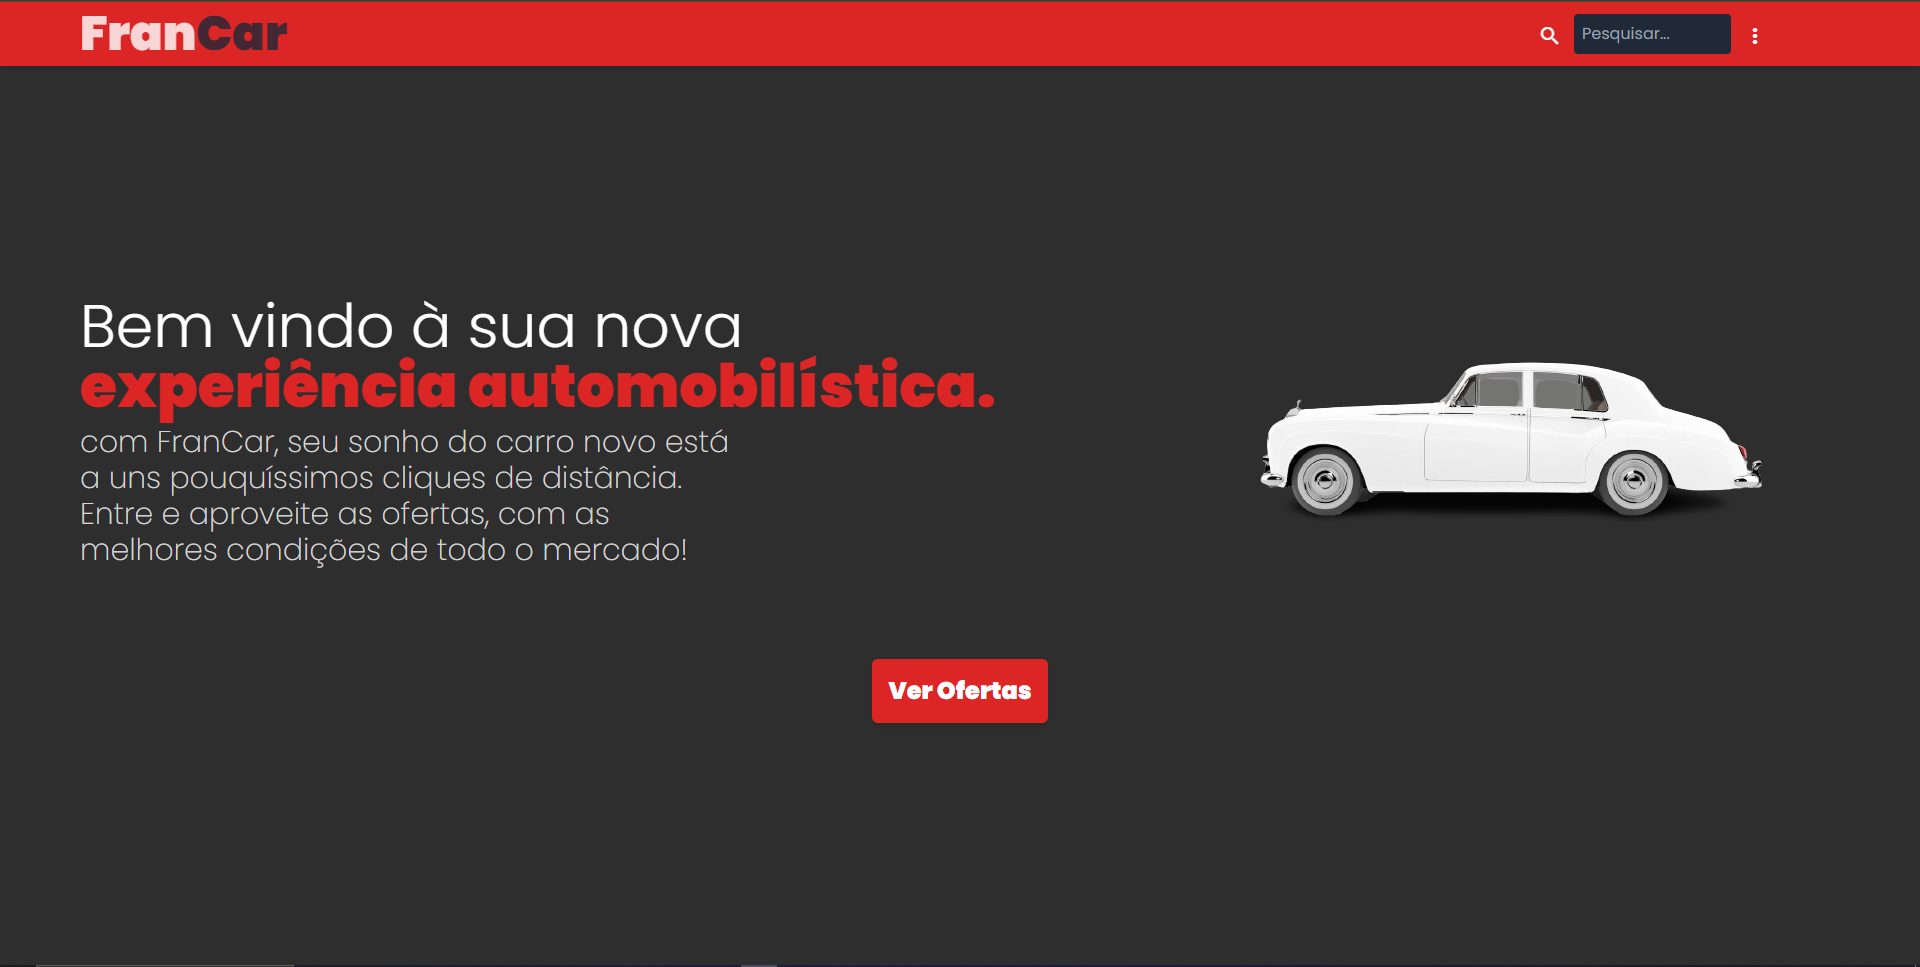 FranCar
Pesquisar...
Bem vindo à sua nova
experiência automobilística.
com FranCar, seu sonho do carro novo está
a uns pouquíssimos cliques de distância.
Entre e aproveite as ofertas, com as
melhores condições de todo o mercado!
Ver Ofertas